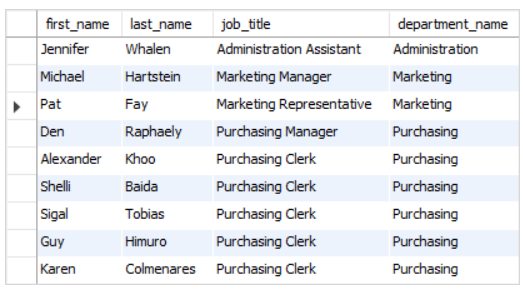 first_name last_name job_title department_name
Jennifer Whalen Administration Assistant Administration
Michael Hartstein Marketing Manager Marketing
Pat Fay Marketing Representative Marketing
Den Raphaely Purchasing Manager Purchasing
Alexander Khoo Purchasing Clerk Purchasing
Shelli Baida Purchasing Clerk Purchasing
Sigal Tobias Purchasing Clerk Purchasing
Guy Himuro Purchasing Clerk Purchasing
Karen Colmenares Purchasing Clerk Purchasing